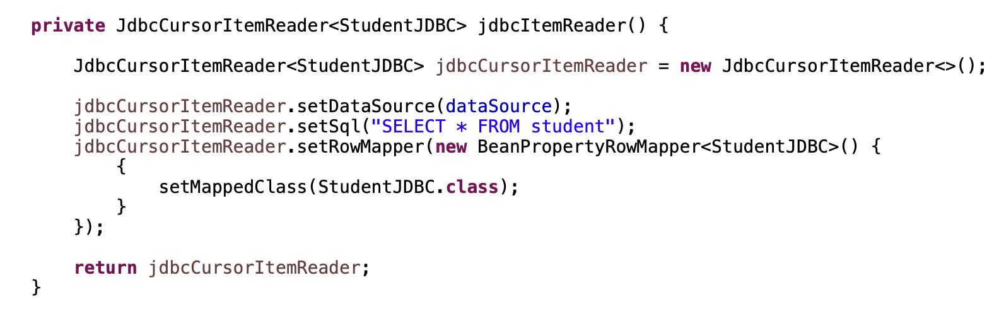 private JdbcCursorItemReader<StudentJDBC> jdbcItemReader() {
JdbcCursorItemReader<StudentJDBC> jdbcCursorItemReader = new JdbcCursorItemReader<>();
jdbcCursorItemReader.setDataSource(dataSource);
jdbcCursorItemReader.setSql("SELECT * FROM student");
jdbcCursorItemReader.setRowMapper(new BeanPropertyRowMapper<StudentJDBC>() {
{
setMappedClass(StudentJDBC.class);
}
});
return jdbcCursorItemReader;
}